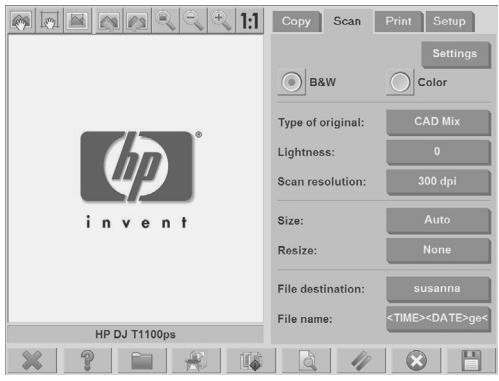 1:1
Copy Scan Print Setup
Settings
B&W Color
Type of original: CAD Mix
Lightness: 0
Scan resolution: 300 dpi
Size: Auto
Resize: None
File destination: susanna
File name: <TIME><DATE>ge<
hp ®
invent
HP DJ T1100ps
?